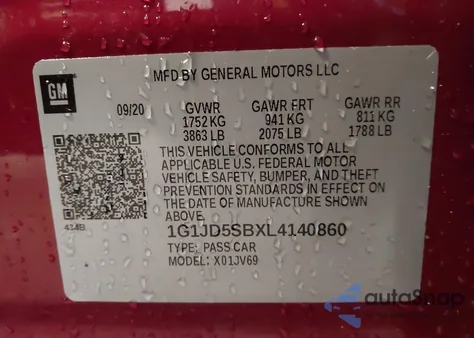 MFD BY GENERAL MOTORS LLC
GM
09/20 GVWR GAWR FRT GAWR RR
1752 KG 941 KG 811 KG
3863 LB 2075 LB 1788 LB
THIS VEHICLE CONFORMS TO ALL
APPLICABLE U.S. FEDERAL MOTOR
VEHICLE SAFETY, BUMPER, AND THEFT
PREVENTION STANDARDS IN EFFECT ON
THE DATE OF MANUFACTURE SHOWN
ABOVE.
1G1JD5SBXL4140860
TYPE: PASS CAR
MODEL: X01JV69
autoSnap